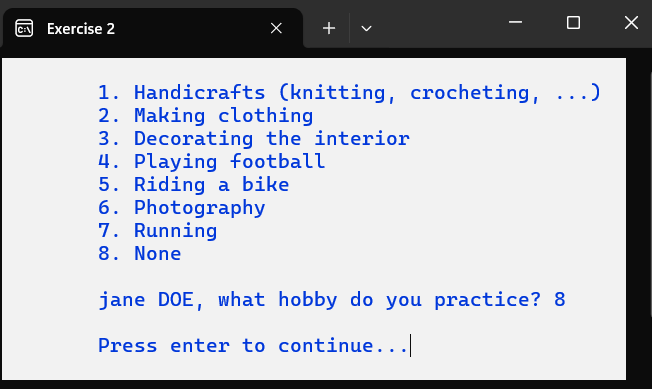 Exercise 2
1. Handicrafts (knitting, crocheting, ...)
2. Making clothing
3. Decorating the interior
4. Playing football
5. Riding a bike
6. Photography
7. Running
8. None
jane DOE, what hobby do you practice? 8
Press enter to continue...